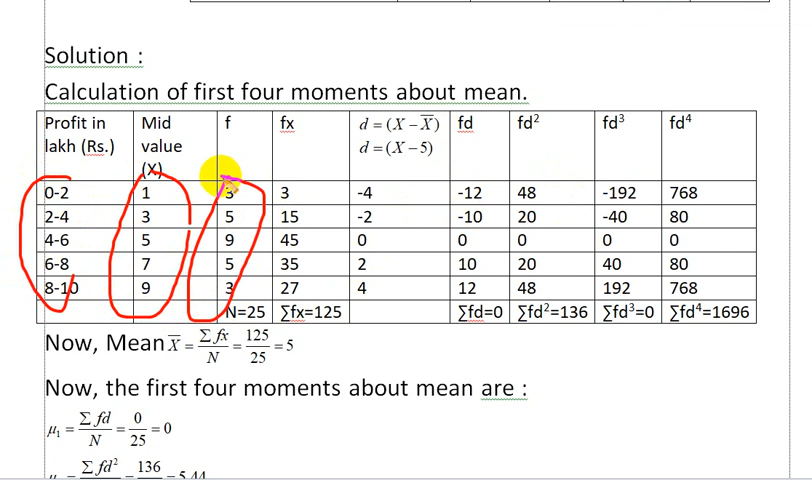 Solution :
Calculation of first four moments about mean.
Profit in lakh (Rs.) Mid value (X) f fx d = (X − X̄) d = (X − 5) fd fd² fd³ fd⁴
0-2 1 3 3 -4 -12 48 -192 768
2-4 3 5 15 -2 -10 20 -40 80
4-6 5 9 45 0 0 0 0 0
6-8 7 5 35 2 10 20 40 80
8-10 9 3 27 4 12 48 192 768
N=25 ∑fx=125 ∑fd=0 ∑fd²=136 ∑fd³=0 ∑fd⁴=1696
Now, Mean X̄ = ∑ fx / N = 125 / 25 = 5
Now, the first four moments about mean are :
μ₁ = ∑ fd / N = 0 / 25 = 0
∑ fd² 136 = 5.44